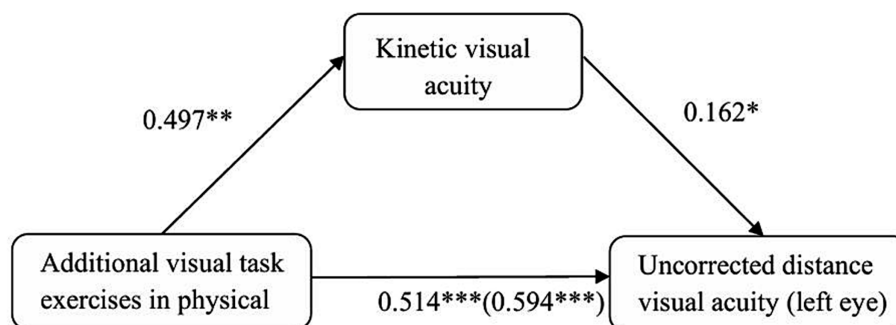 Kinetic visual
acuity
0.497**
0.162*
Additional visual task
exercises in physical
0.514***(0.594***)
Uncorrected distance
visual acuity (left eye)